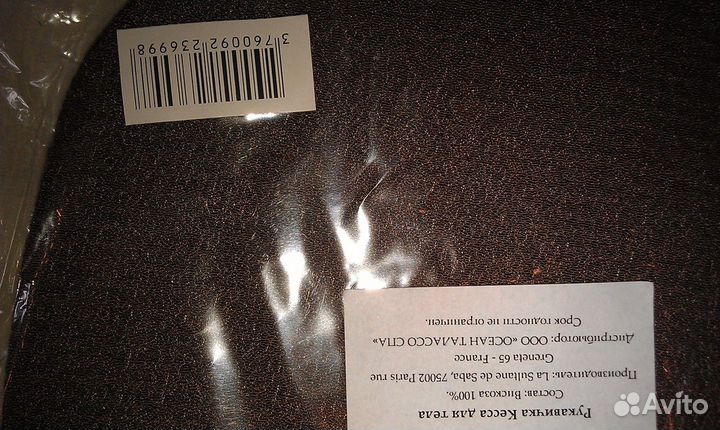 Рукавичка Кесса для тела
Состав: Вискоза 100%.
Производитель: La Sultane de Saba, 75002 Paris rue
Greneta 65 - France
Дистрибьютор: ООО «ОСЕАН ТАЛАССО СПА»
Срок годности не ограничен.
3 760092 236998
Avito